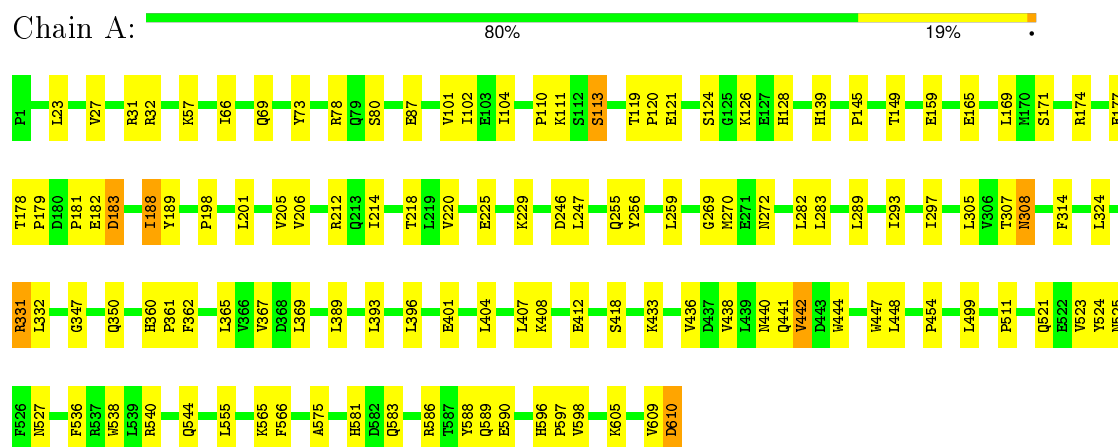 Chain A:
80% 19% •
P1 L23 V27 R31 R32 K57 I66 Q69 Y73 R78 Q79 S80 E87 V101 I102 E103 I104 P110 K111 S112 S113 T119 P120 E121 S124 G125 K126 E127 H128 H139 P145 T149 E159 E165 L169 M170 S171 R174
T178 P179 D180 P181 E182 D183 I188 Y189 P198 L201 V205 V206 R212 Q213 I214 T218 L219 V220 E225 K229 D246 L247 Q255 Y256 L259 G269 M270 E271 N272 L282 L283 L289 I293 I297 L305 V306 T307 N308 F314 L324
R331 L332 G347 Q350 H360 P361 F362 L365 V366 V367 D368 L369 L389 L393 L396 E401 L404 L407 K408 E412 S418 K433 V436 D437 V438 L439 N440 Q441 V442 D443 W444 W447 L448 P454 L499 P511 Q521 E522 V523 Y524 N525
F526 N527 F536 R537 W538 L539 R540 Q544 L555 K565 F566 A575 H581 D582 Q583 R586 T587 Y588 Q589 E590 H596 P597 V598 K605 V609 D610